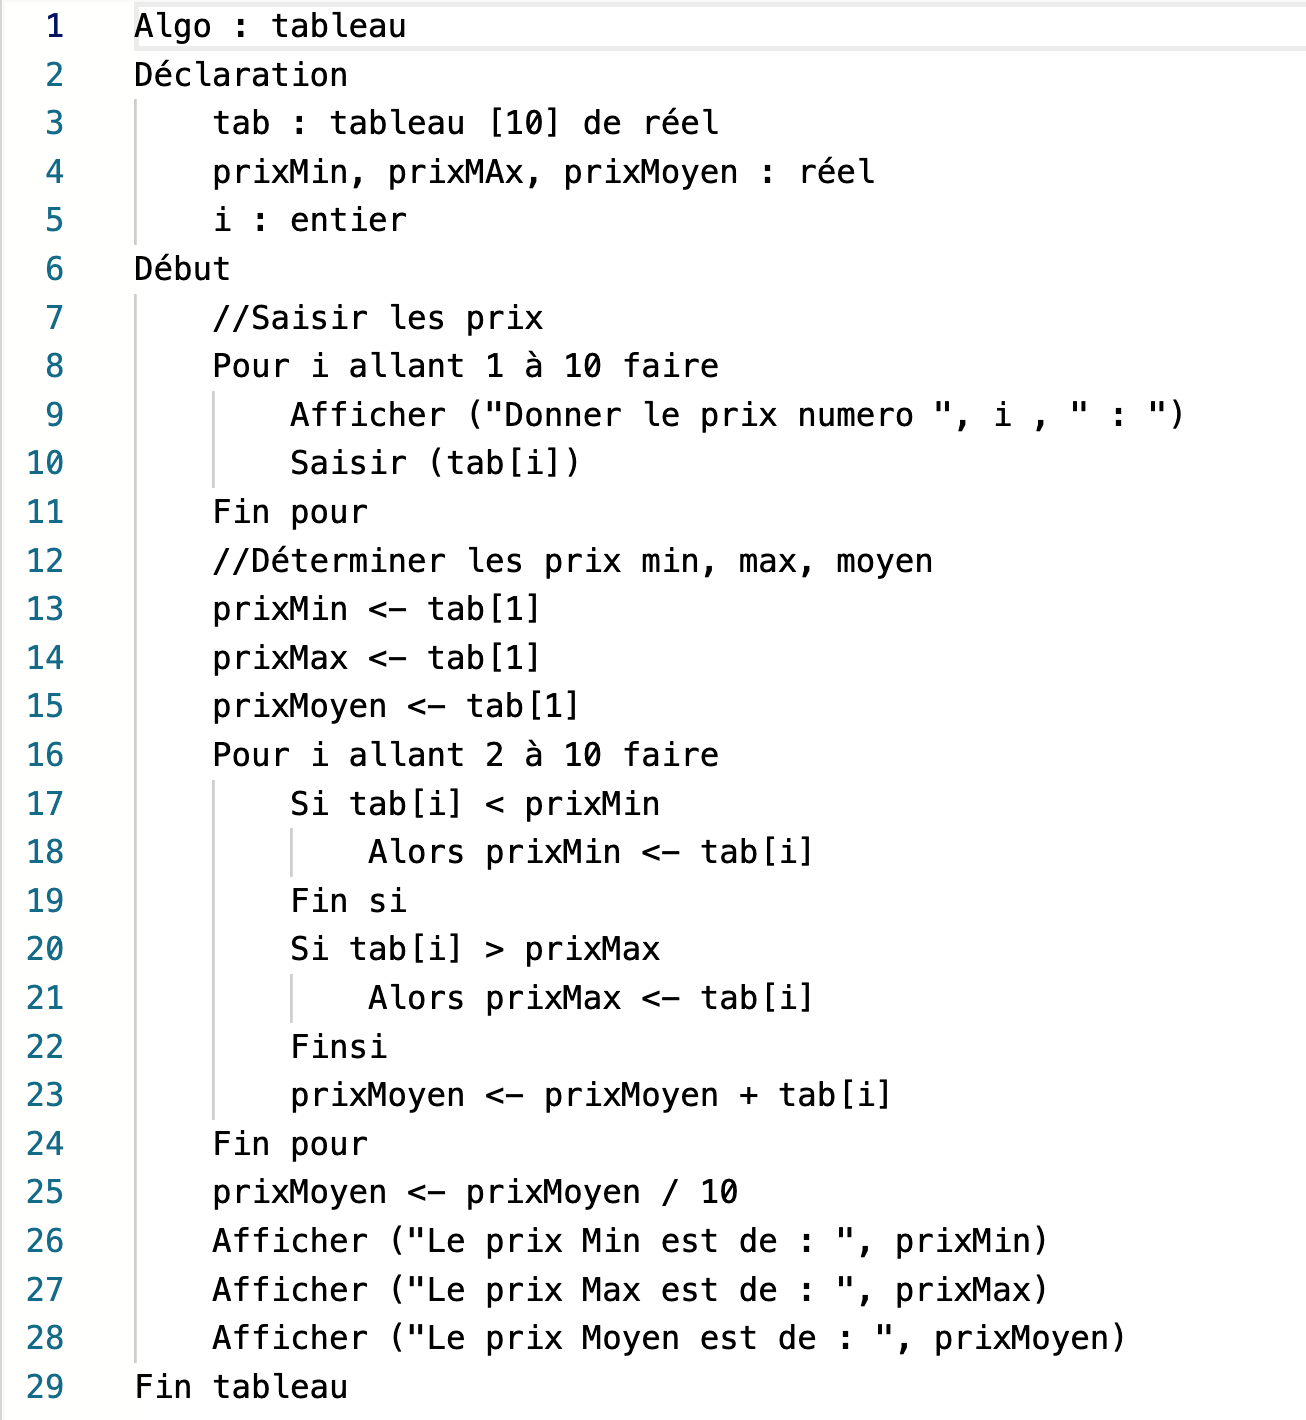 1 Algo : tableau
2 Déclaration
3 tab : tableau [10] de réel
4 prixMin, prixMAx, prixMoyen : réel
5 i : entier
6 Début
7 //Saisir les prix
8 Pour i allant 1 à 10 faire
9 Afficher ("Donner le prix numero ", i , " : ")
10 Saisir (tab[i])
11 Fin pour
12 //Déterminer les prix min, max, moyen
13 prixMin <- tab[1]
14 prixMax <- tab[1]
15 prixMoyen <- tab[1]
16 Pour i allant 2 à 10 faire
17 Si tab[i] < prixMin
18 Alors prixMin <- tab[i]
19 Fin si
20 Si tab[i] > prixMax
21 Alors prixMax <- tab[i]
22 Finsi
23 prixMoyen <- prixMoyen + tab[i]
24 Fin pour
25 prixMoyen <- prixMoyen / 10
26 Afficher ("Le prix Min est de : ", prixMin)
27 Afficher ("Le prix Max est de : ", prixMax)
28 Afficher ("Le prix Moyen est de : ", prixMoyen)
29 Fin tableau